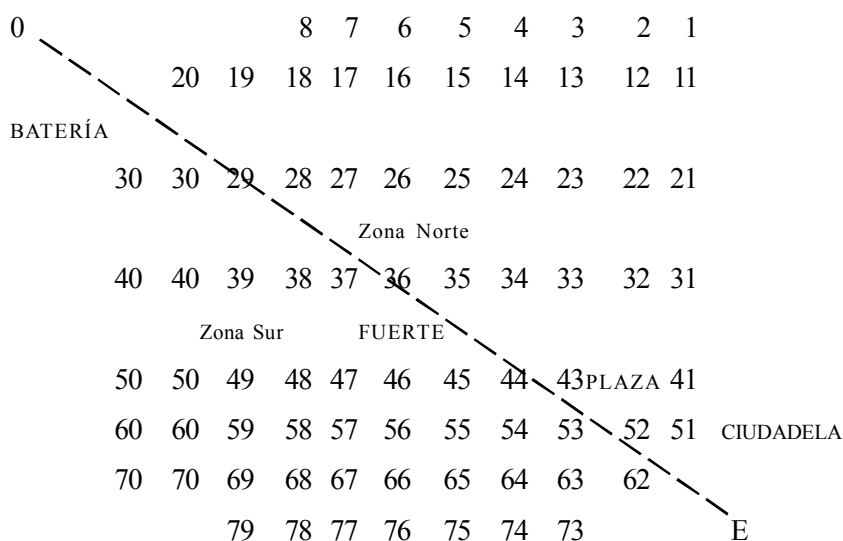 0 8 7 6 5 4 3 2 1
20 19 18 17 16 15 14 13 12 11
BATERÍA
30 30 29 28 27 26 25 24 23 22 21
Zona Norte
40 40 39 38 37 36 35 34 33 32 31
Zona Sur FUERTE
50 50 49 48 47 46 45 44 43 PLAZA 41
60 60 59 58 57 56 55 54 53 52 51 CIUDADELA
70 70 69 68 67 66 65 64 63 62
79 78 77 76 75 74 73 E